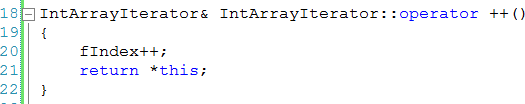 18 IntArrayIterator& IntArrayIterator::operator ++()
19 {
20     fIndex++;
21     return *this;
22 }